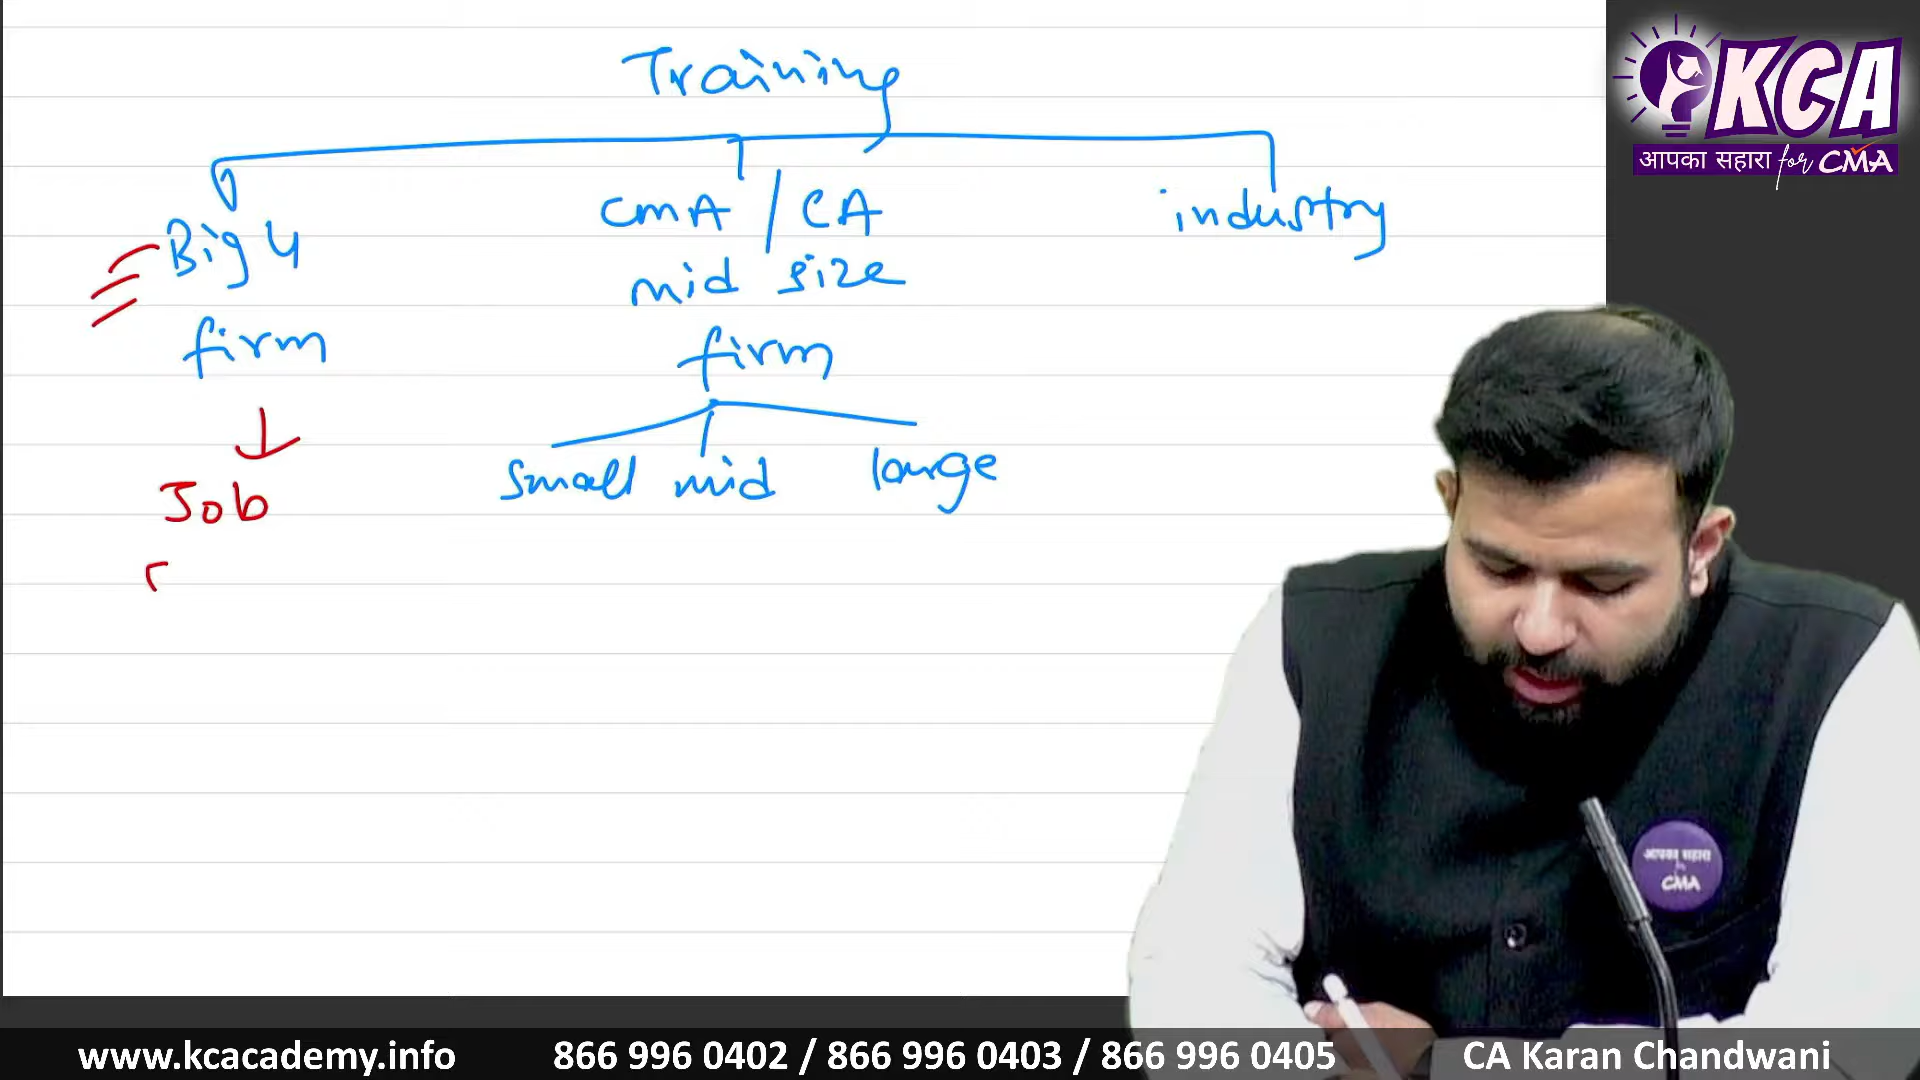 Training
Big 4
firm
Job
CMA / CA
mid size
firm
small mid large
industry
KCA
आपका सहारा for CMA
आपका सहारा
for
CMA
www.kcacademy.info 866 996 0402 / 866 996 0403 / 866 996 0405 CA Karan Chandwani